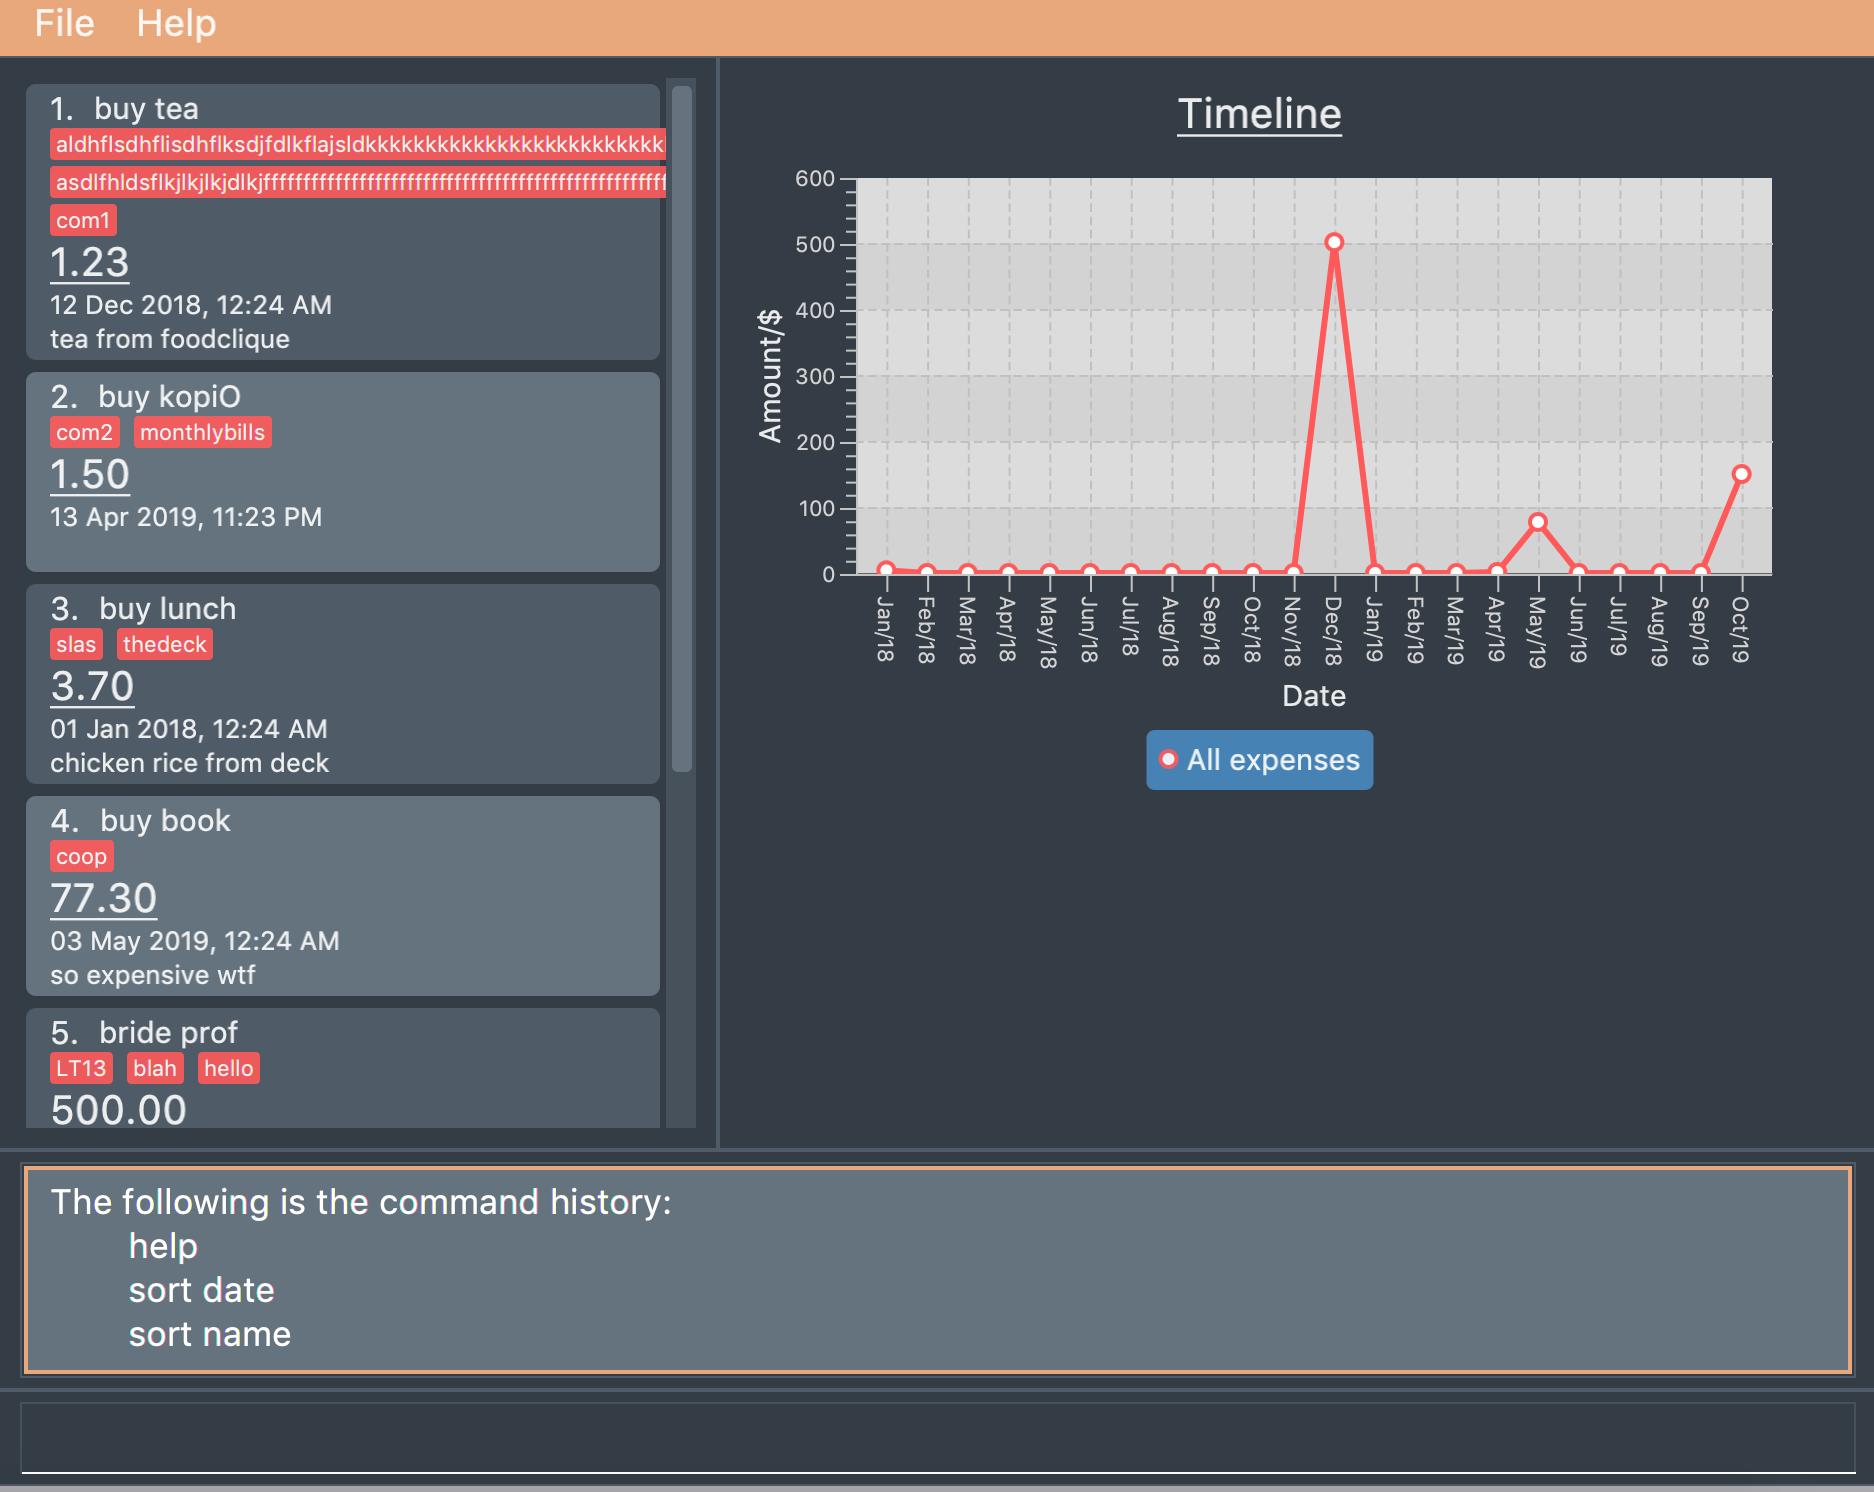 File Help
1. buy tea
com1
1.23
12 Dec 2018, 12:24 AM
tea from foodclique
2. buy kopiO
com2 monthlybills
1.50
13 Apr 2019, 11:23 PM
3. buy lunch
slas thedeck
3.70
01 Jan 2018, 12:24 AM
chicken rice from deck
4. buy book
coop
77.30
03 May 2019, 12:24 AM
so expensive wtf
5. bride prof
LT13 blah hello
500.00
Timeline
Amount/$
600
500
400
300
200
100
0
Jan/18
Feb/18
Mar/18
Apr/18
May/18
Jun/18
Jul/18
Aug/18
Sep/18
Oct/18
Nov/18
Dec/18
Jan/19
Feb/19
Mar/19
Apr/19
May/19
Jun/19
Jul/19
Aug/19
Sep/19
Oct/19
Date
All expenses
The following is the command history:
help
sort date
sort name